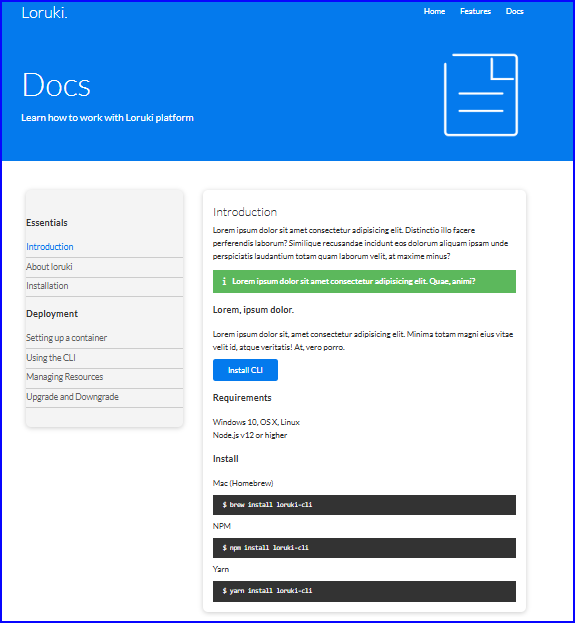 Loruki.
Home Features Docs
Docs
Learn how to work with Loruki platform
Essentials
Introduction
About loruki
Installation
Deployment
Setting up a container
Using the CLI
Managing Resources
Upgrade and Downgrade
Introduction
Lorem ipsum dolor sit amet consectetur adipisicing elit. Distinctio illo facere
perferendis laborum? Similique recusandae incidunt eos dolorum aliquam ipsam unde
perspiciatis laudantium totam quam laborum velit, at maxime minus?
i Lorem ipsum dolor sit amet consectetur adipisicing elit. Quae, animi?
Lorem, ipsum dolor.
Lorem ipsum dolor sit, amet consectetur adipisicing elit. Minima totam magni eius vitae
velit id, atque veritatis! At, vero porro.
Install CLI
Requirements
Windows 10, OS X, Linux
Node.js v12 or higher
Install
Mac (Homebrew)
$ brew install loruki-cli
NPM
$ npm install loruki-cli
Yarn
$ yarn install loruki-cli